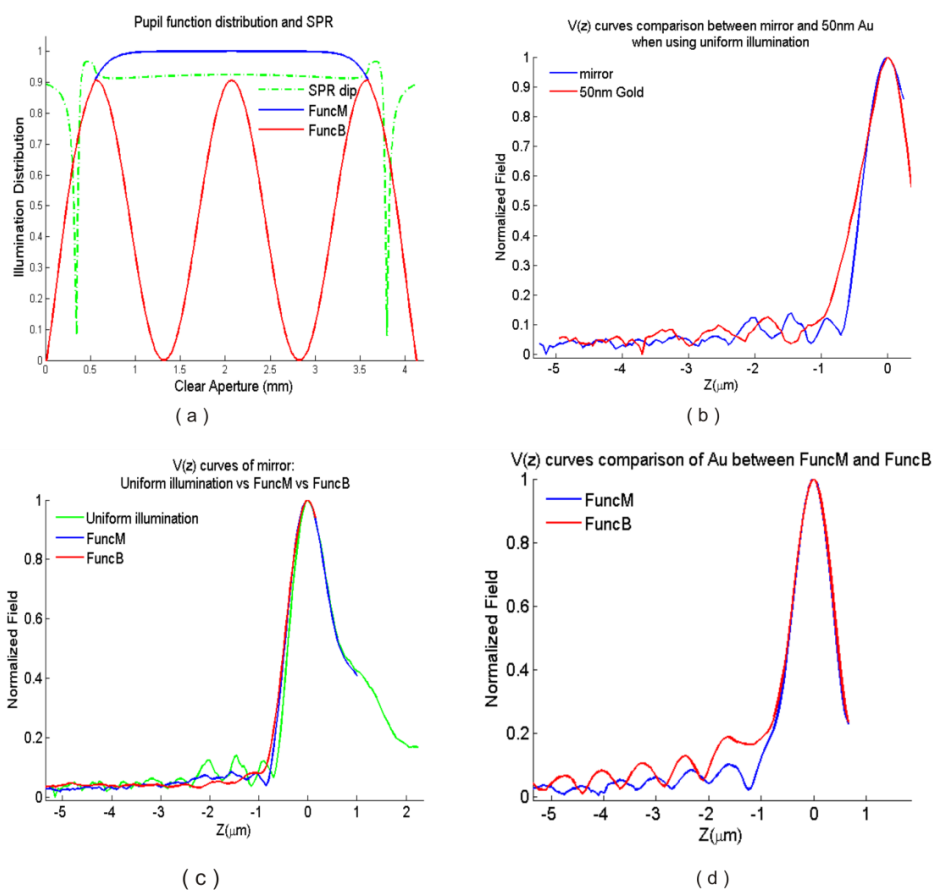 Pupil function distribution and SPR
1
0.9
0.8
0.7
0.6
0.5
0.4
0.3
0.2
0.1
0
Illumination Distribution
SPR dip
FuncM
FuncB
0 0.5 1 1.5 2 2.5 3 3.5 4
Clear Aperture (mm)
( a )
V(z) curves comparison between mirror and 50nm Au
when using uniform illumination
1
0.9
0.8
0.7
0.6
0.5
0.4
0.3
0.2
0.1
0
Normalized Field
mirror
50nm Gold
-5 -4 -3 -2 -1 0
Z(μm)
( b )
V(z) curves of mirror:
Uniform illumination vs FuncM vs FuncB
1
0.8
0.6
0.4
0.2
0
Normalized Field
Uniform illumination
FuncM
FuncB
-5 -4 -3 -2 -1 0 1 2
Z(μm)
( c )
V(z) curves comparison of Au between FuncM and FuncB
1
0.8
0.6
0.4
0.2
0
Normalized Field
FuncM
FuncB
-5 -4 -3 -2 -1 0 1
Z(μm)
( d )